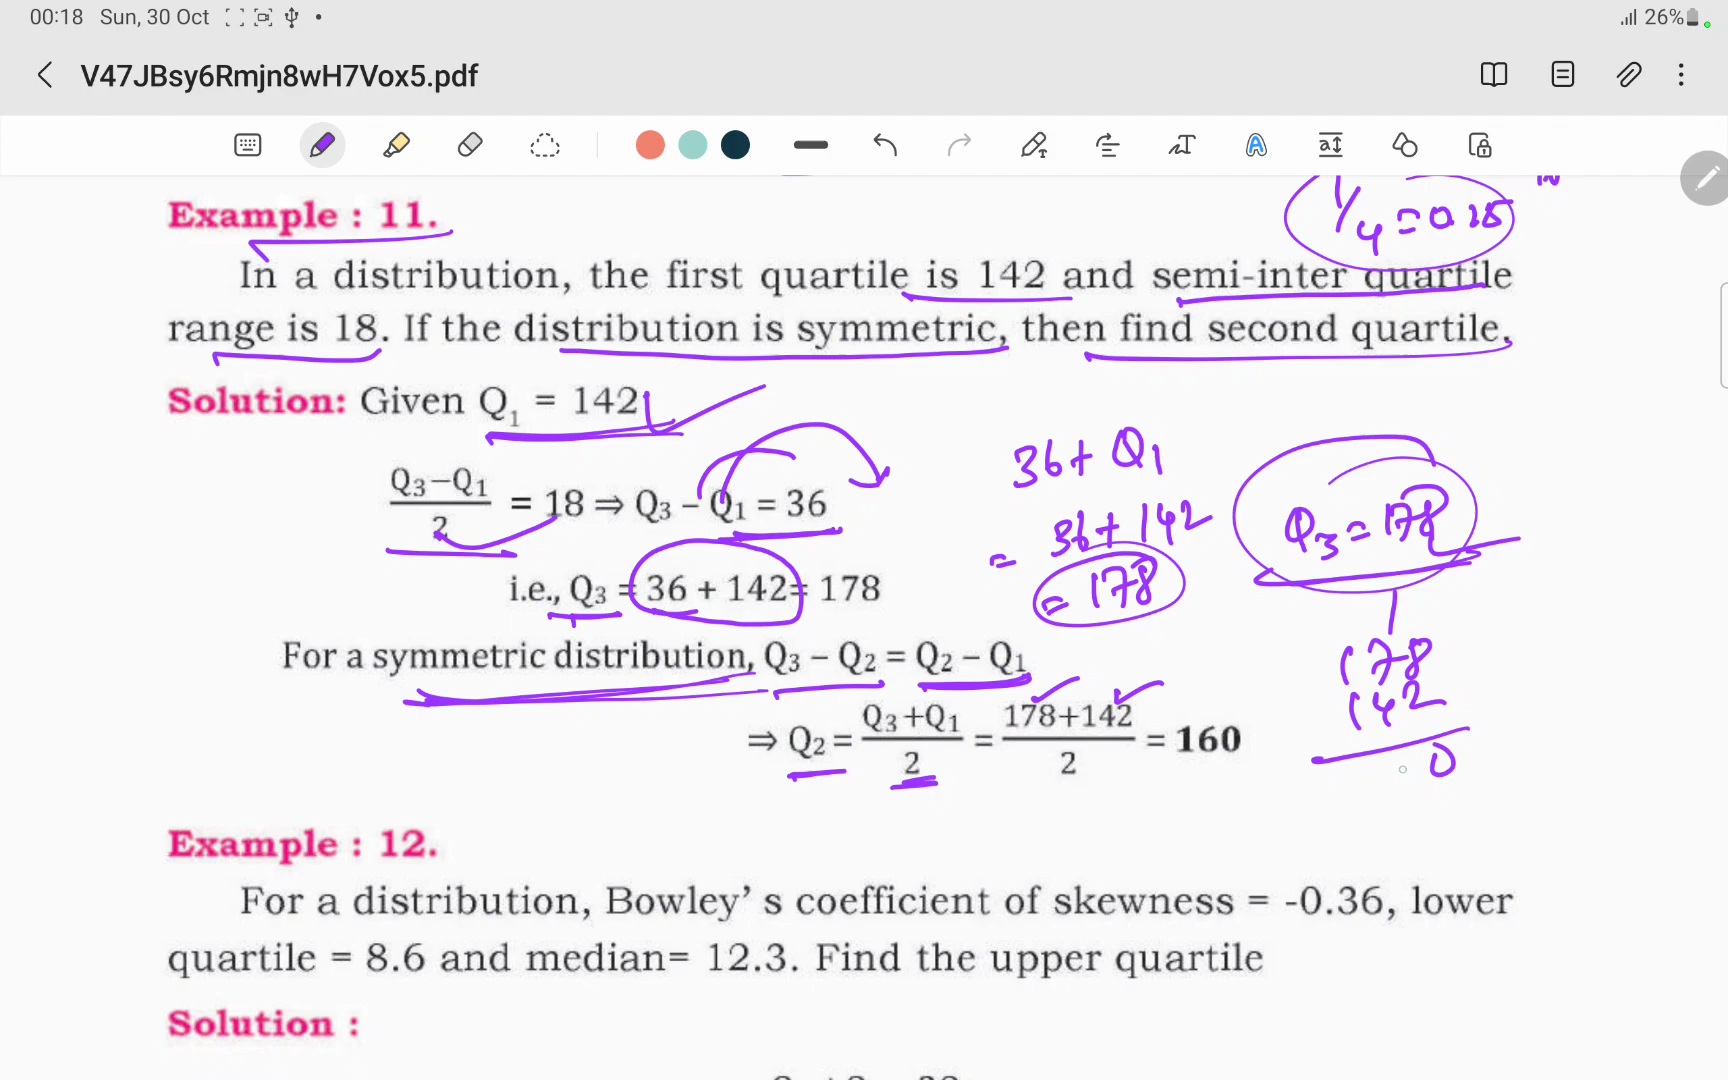 00:18 Sun, 30 Oct
26%
V47JBsy6Rmjn8wH7Vox5.pdf
1/4 = 0.25
Example : 11.
In a distribution, the first quartile is 142 and semi-inter quartile
range is 18. If the distribution is symmetric, then find second quartile.
Solution: Given Q₁ = 142
(Q₃−Q₁)/2 = 18 ⇒ Q₃ − Q₁ = 36
36 + Q₁
= 36 + 142
= 178
Q₃ = 178
i.e., Q₃ = 36 + 142 = 178
For a symmetric distribution, Q₃ − Q₂ = Q₂ − Q₁
⇒ Q₂ = (Q₃+Q₁)/2 = (178+142)/2 = 160
178
142
0
Example : 12.
For a distribution, Bowley’ s coefficient of skewness = -0.36, lower
quartile = 8.6 and median= 12.3. Find the upper quartile
Solution :